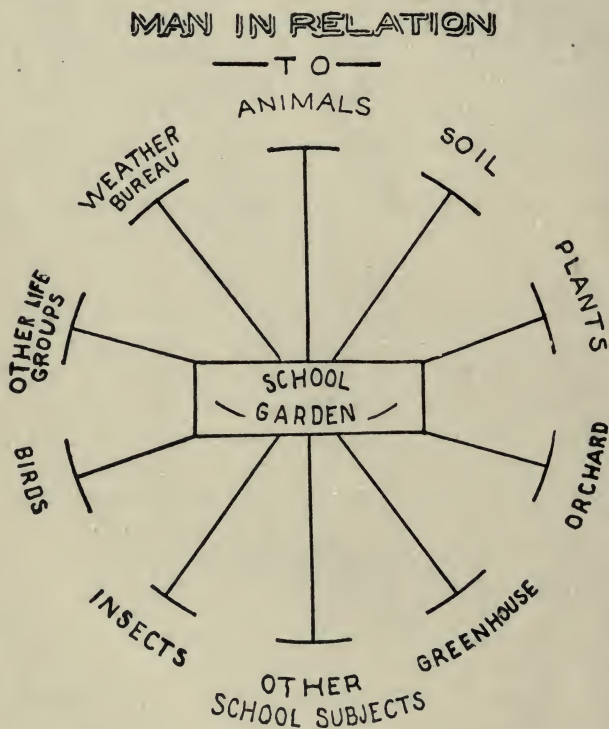 MAN IN RELATION
TO
ANIMALS
SOIL
PLANTS
ORCHARD
GREENHOUSE
OTHER
SCHOOL SUBJECTS
INSECTS
BIRDS
OTHER LIFE
GROUPS
WEATHER
BUREAU
SCHOOL
GARDEN